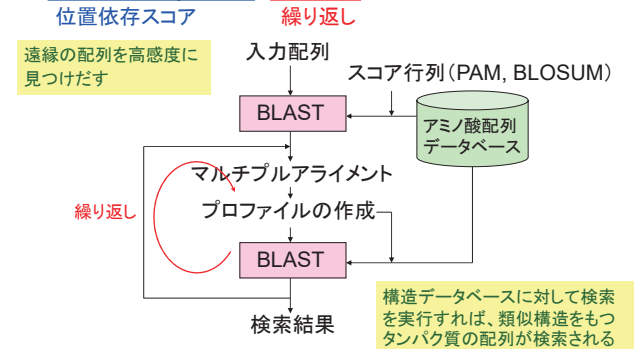 位置依存スコア
繰り返し
遠縁の配列を高感度に
見つけだす
入力配列
スコア行列(PAM, BLOSUM)
BLAST
アミノ酸配列
データベース
マルチプルアライメント
繰り返し
プロファイルの作成
BLAST
検索結果
構造データベースに対して検索
を実行すれば、類似構造をもつ
タンパク質の配列が検索される